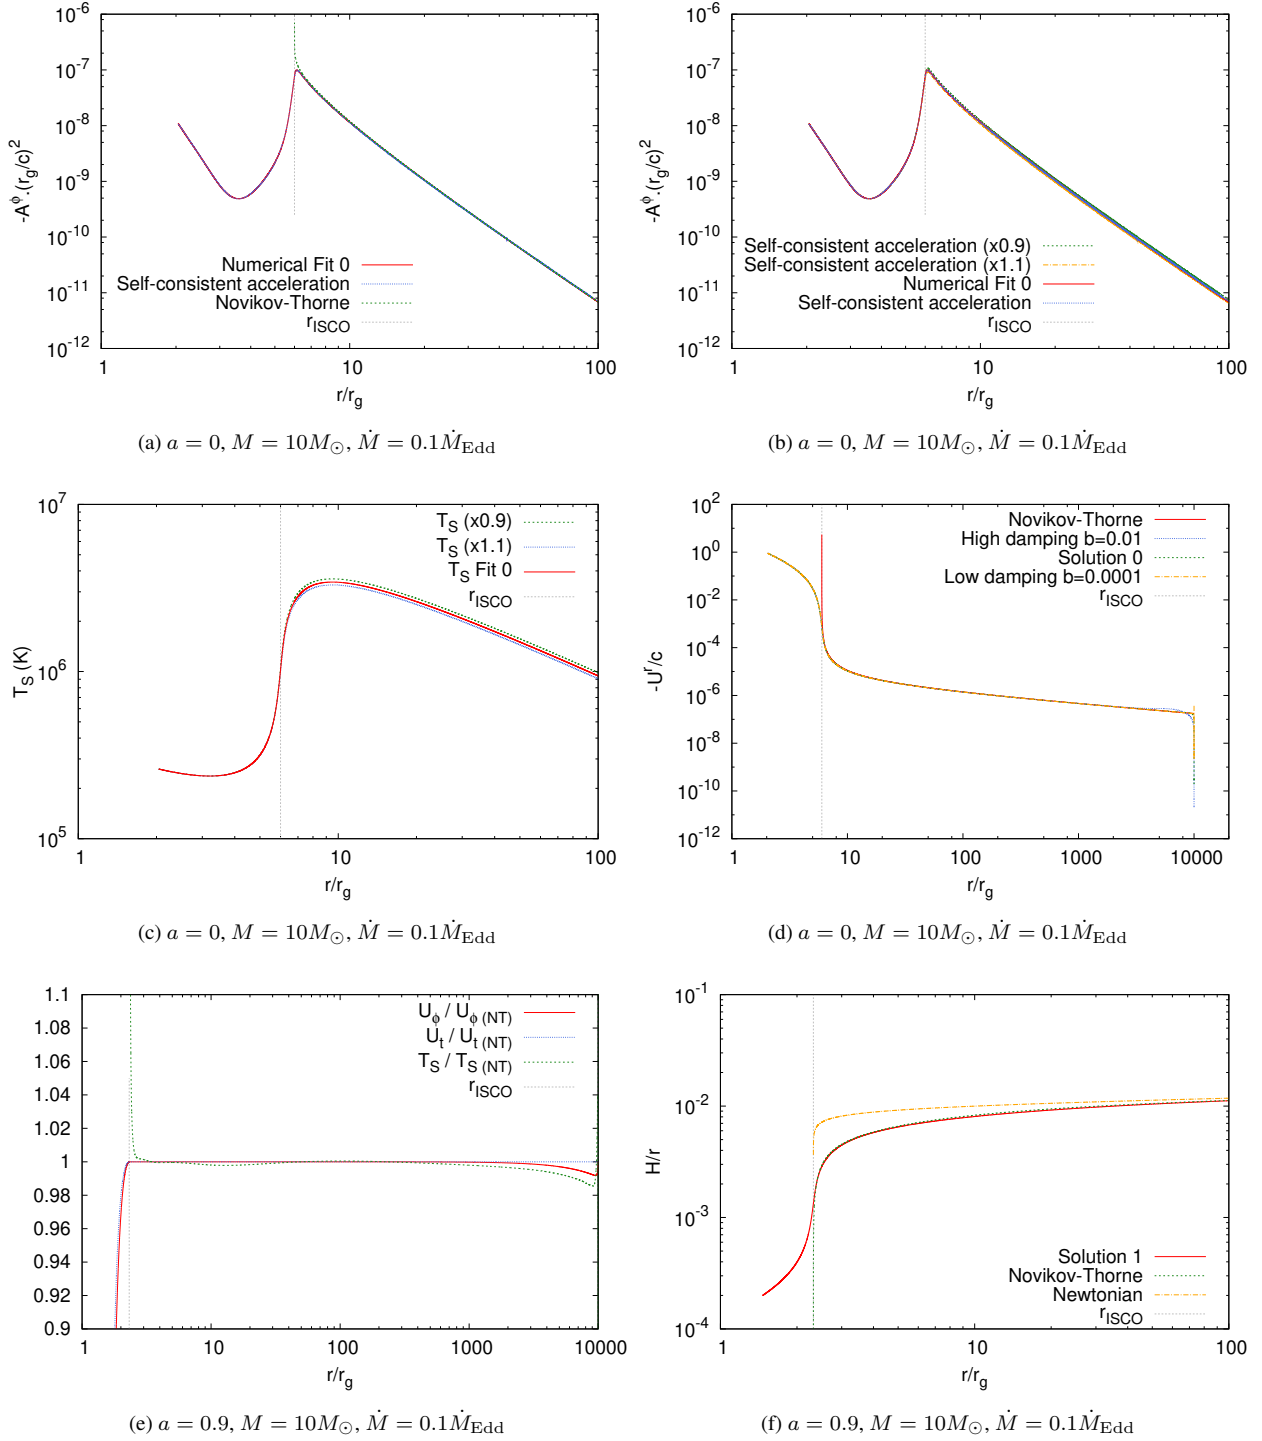 10^-6
10^-7
10^-8
10^-9
10^-10
10^-11
10^-12
-A^ϕ.(r_g/c)^2
Numerical Fit 0
Self-consistent acceleration
Novikov-Thorne
r_ISCO
1 10 100
r/r_g
(a) a = 0, M = 10M_⊙, Ṁ = 0.1Ṁ_Edd
10^-6
10^-7
10^-8
10^-9
10^-10
10^-11
10^-12
-A^ϕ.(r_g/c)^2
Self-consistent acceleration (x0.9)
Self-consistent acceleration (x1.1)
Numerical Fit 0
Self-consistent acceleration
r_ISCO
1 10 100
r/r_g
(b) a = 0, M = 10M_⊙, Ṁ = 0.1Ṁ_Edd
10^7
10^6
10^5
T_S (K)
T_S (x0.9)
T_S (x1.1)
T_S Fit 0
r_ISCO
1 10 100
r/r_g
(c) a = 0, M = 10M_⊙, Ṁ = 0.1Ṁ_Edd
10^2
10^0
10^-2
10^-4
10^-6
10^-8
10^-10
10^-12
-U^r/c
Novikov-Thorne
High damping b=0.01
Solution 0
Low damping b=0.0001
r_ISCO
1 10 100 1000 10000
r/r_g
(d) a = 0, M = 10M_⊙, Ṁ = 0.1Ṁ_Edd
1.1
1.08
1.06
1.04
1.02
1
0.98
0.96
0.94
0.92
0.9
U_ϕ / U_ϕ (NT)
U_t / U_t (NT)
T_S / T_S (NT)
r_ISCO
1 10 100 1000 10000
r/r_g
(e) a = 0.9, M = 10M_⊙, Ṁ = 0.1Ṁ_Edd
10^-1
10^-2
10^-3
10^-4
H/r
Solution 1
Novikov-Thorne
Newtonian
r_ISCO
1 10 100
r/r_g
(f) a = 0.9, M = 10M_⊙, Ṁ = 0.1Ṁ_Edd